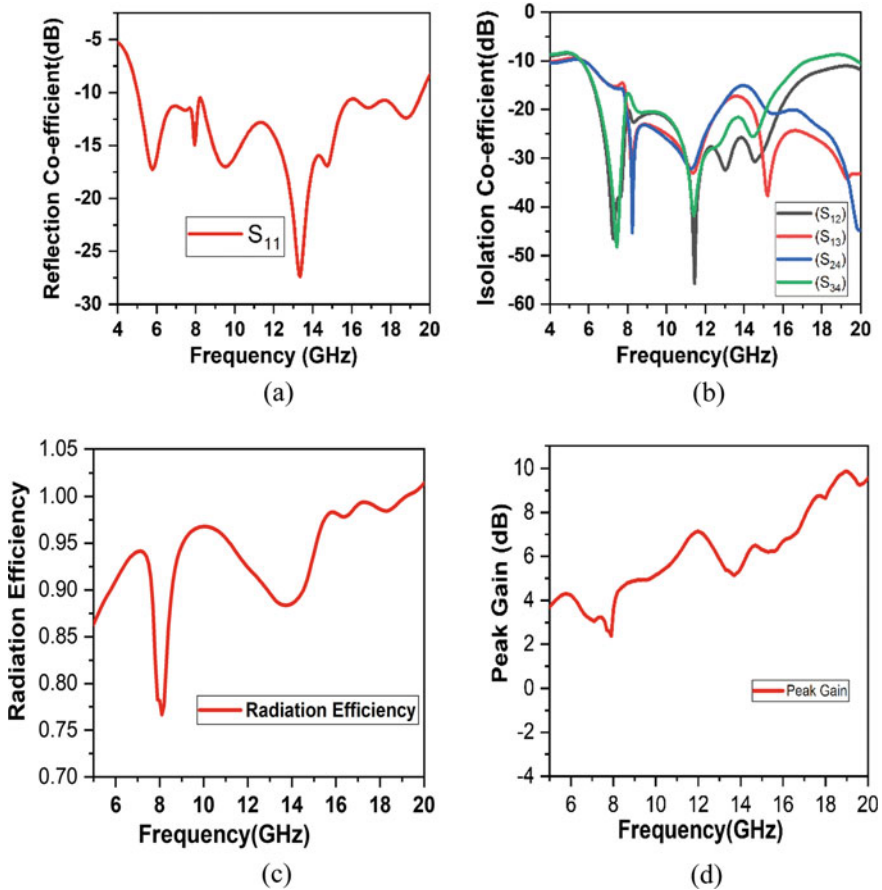 -5
-10
-15
-20
-25
-30
Reflection Co-efficient(dB)
S11
4 6 8 10 12 14 16 18 20
Frequency (GHz)
(a)
0
-10
-20
-30
-40
-50
-60
Isolation Co-efficient(dB)
(S12)
(S13)
(S24)
(S34)
4 6 8 10 12 14 16 18 20
Frequency(GHz)
(b)
1.05
1.00
0.95
0.90
0.85
0.80
0.75
0.70
Radiation Efficiency
Radiation Efficiency
6 8 10 12 14 16 18 20
Frequency(GHz)
(c)
10
8
6
4
2
0
-2
-4
Peak Gain (dB)
Peak Gain
6 8 10 12 14 16 18 20
Frequency(GHz)
(d)